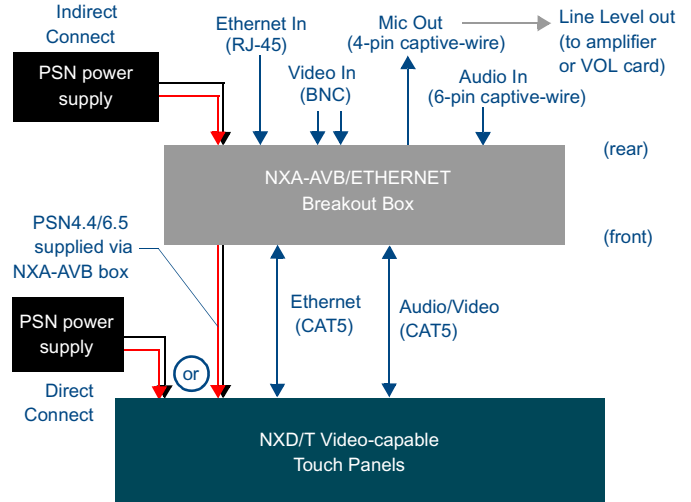 Indirect
Connect
PSN power
supply
Ethernet In
(RJ-45)
Video In
(BNC)
Mic Out
(4-pin captive-wire)
Line Level out
(to amplifier
or VOL card)
Audio In
(6-pin captive-wire)
(rear)
NXA-AVB/ETHERNET
Breakout Box
(front)
PSN4.4/6.5
supplied via
NXA-AVB box
Ethernet
(CAT5)
Audio/Video
(CAT5)
PSN power
supply
or
Direct
Connect
NXD/T Video-capable
Touch Panels